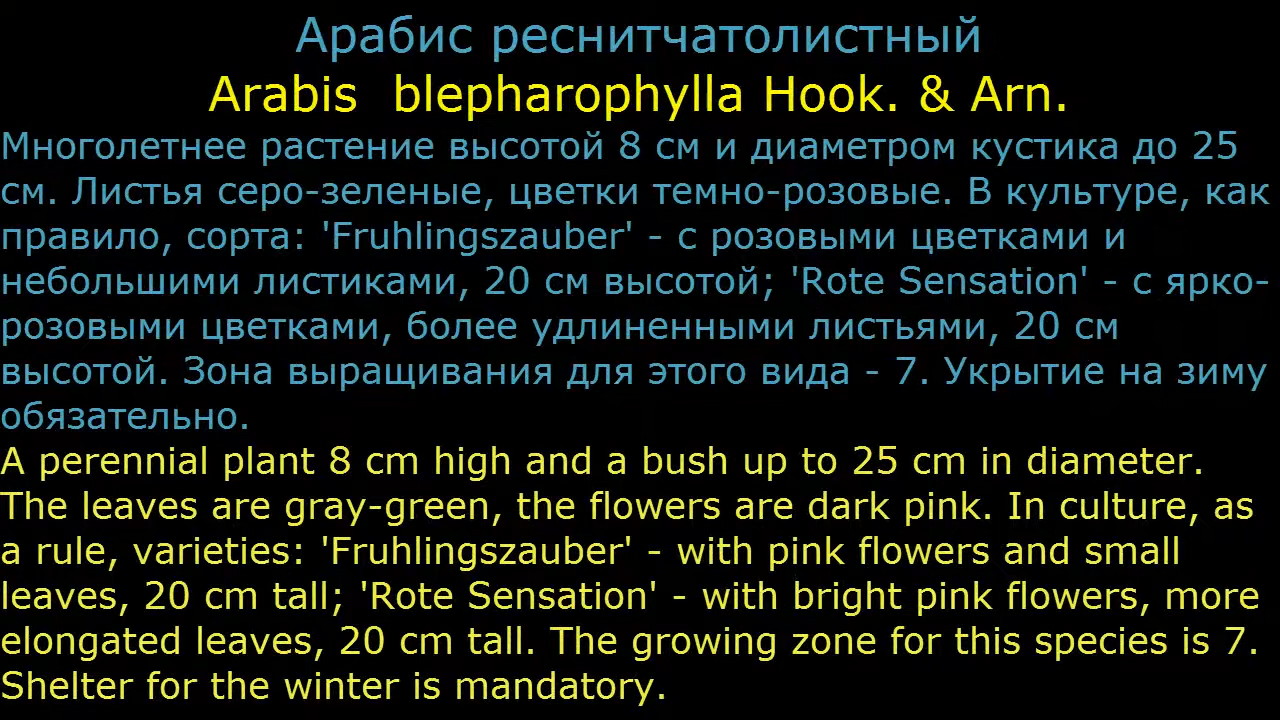 Арабис реснитчатолистный
Arabis  blepharophylla Hook. & Arn.
Многолетнее растение высотой 8 см и диаметром кустика до 25
см. Листья серо-зеленые, цветки темно-розовые. В культуре, как
правило, сорта: 'Fruhlingszauber' - с розовыми цветками и
небольшими листиками, 20 см высотой; 'Rote Sensation' - с ярко-
розовыми цветками, более удлиненными листьями, 20 см
высотой. Зона выращивания для этого вида - 7. Укрытие на зиму
обязательно.
A perennial plant 8 cm high and a bush up to 25 cm in diameter.
The leaves are gray-green, the flowers are dark pink. In culture, as
a rule, varieties: 'Fruhlingszauber' - with pink flowers and small
leaves, 20 cm tall; 'Rote Sensation' - with bright pink flowers, more
elongated leaves, 20 cm tall. The growing zone for this species is 7.
Shelter for the winter is mandatory.